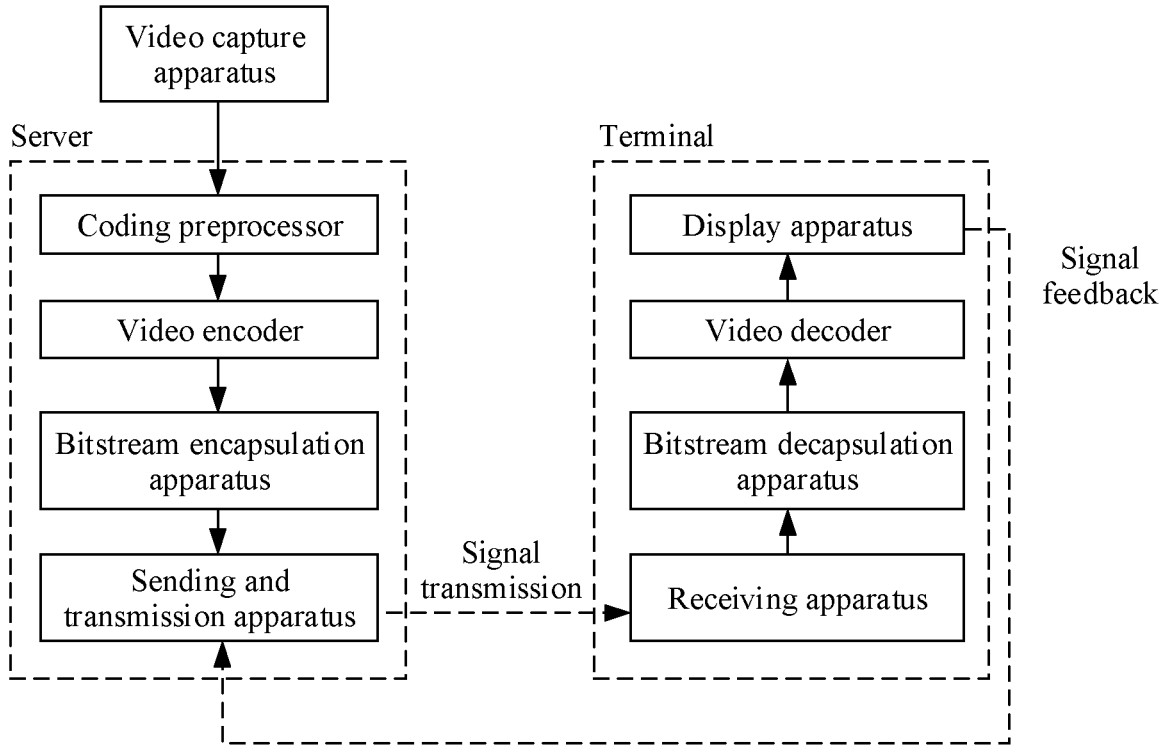 Video capture
apparatus
Server
Coding preprocessor
Video encoder
Bitstream encapsulation
apparatus
Sending and
transmission apparatus
Signal
transmission
Terminal
Display apparatus
Video decoder
Bitstream decapsulation
apparatus
Receiving apparatus
Signal
feedback